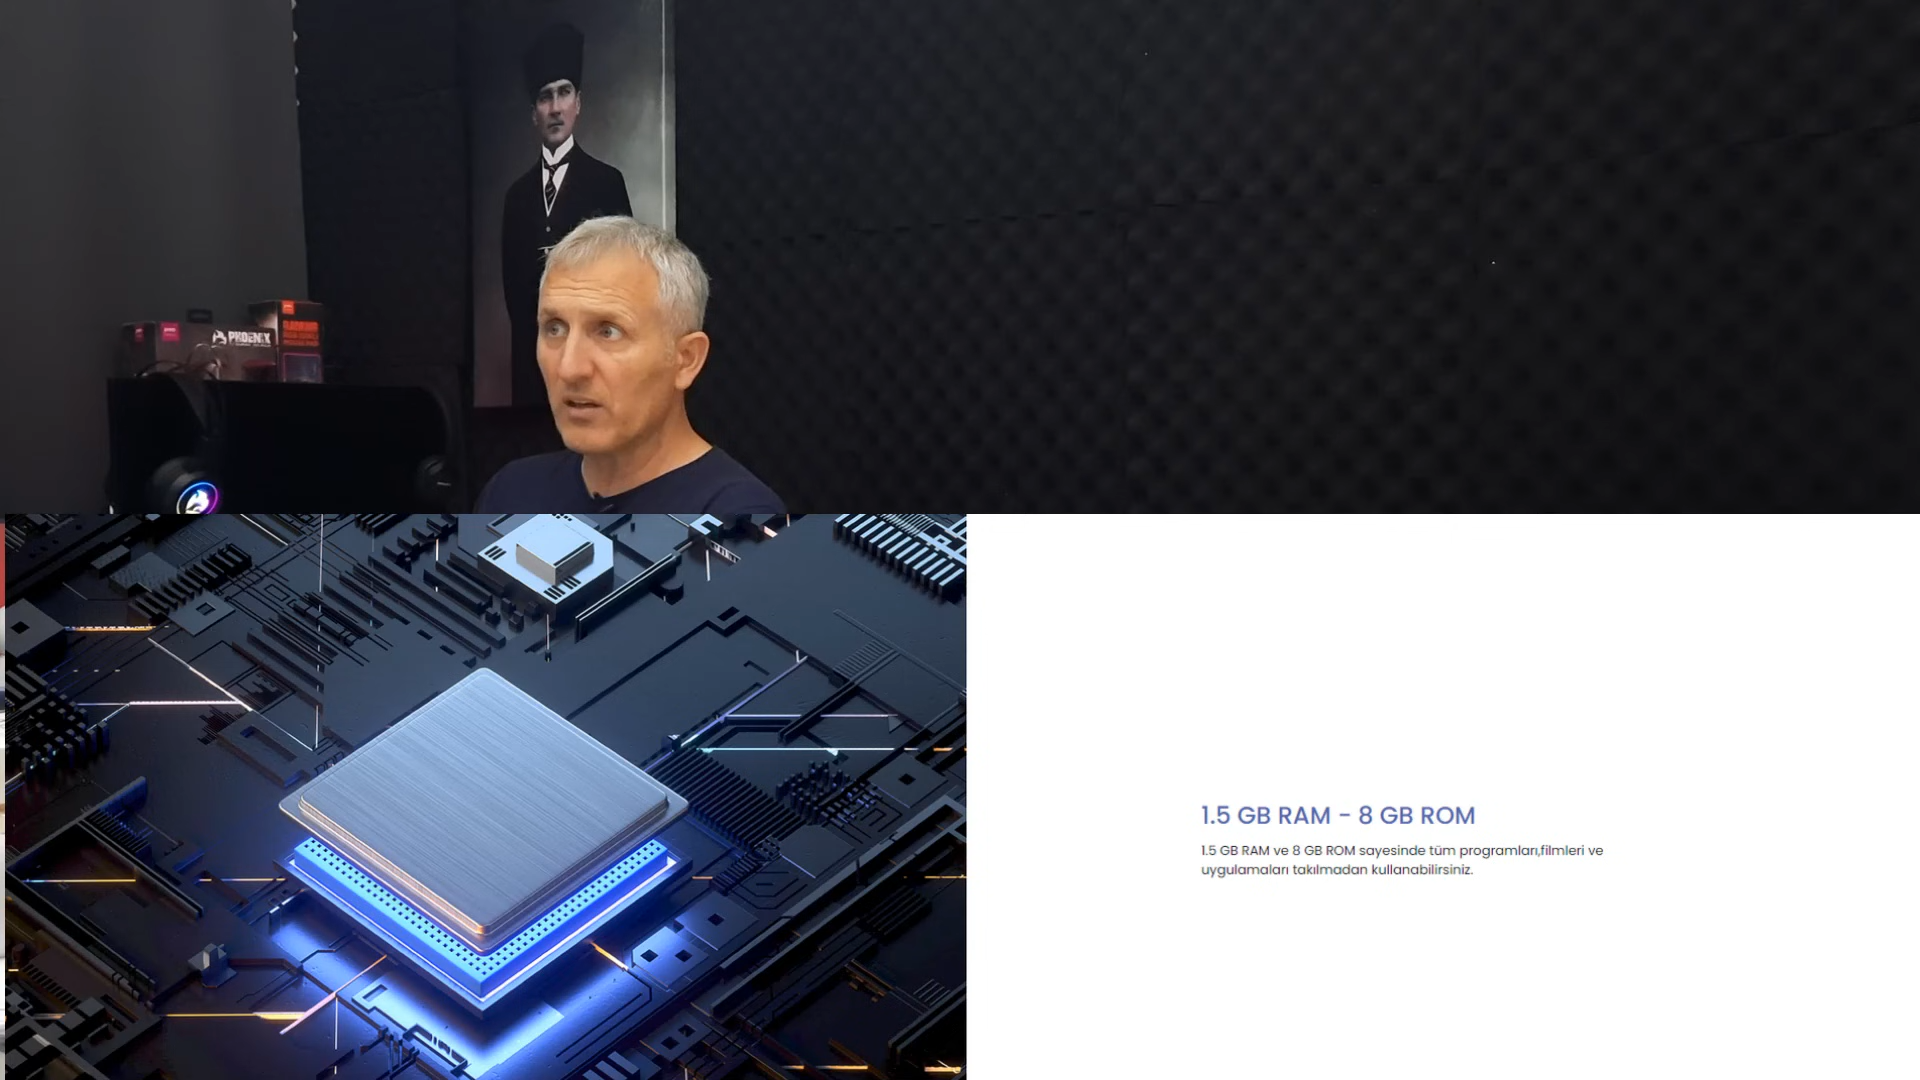 PHOENIX
1.5 GB RAM - 8 GB ROM
1.5 GB RAM ve 8 GB ROM sayesinde tüm programları,filmleri ve
uygulamaları takılmadan kullanabilirsiniz.